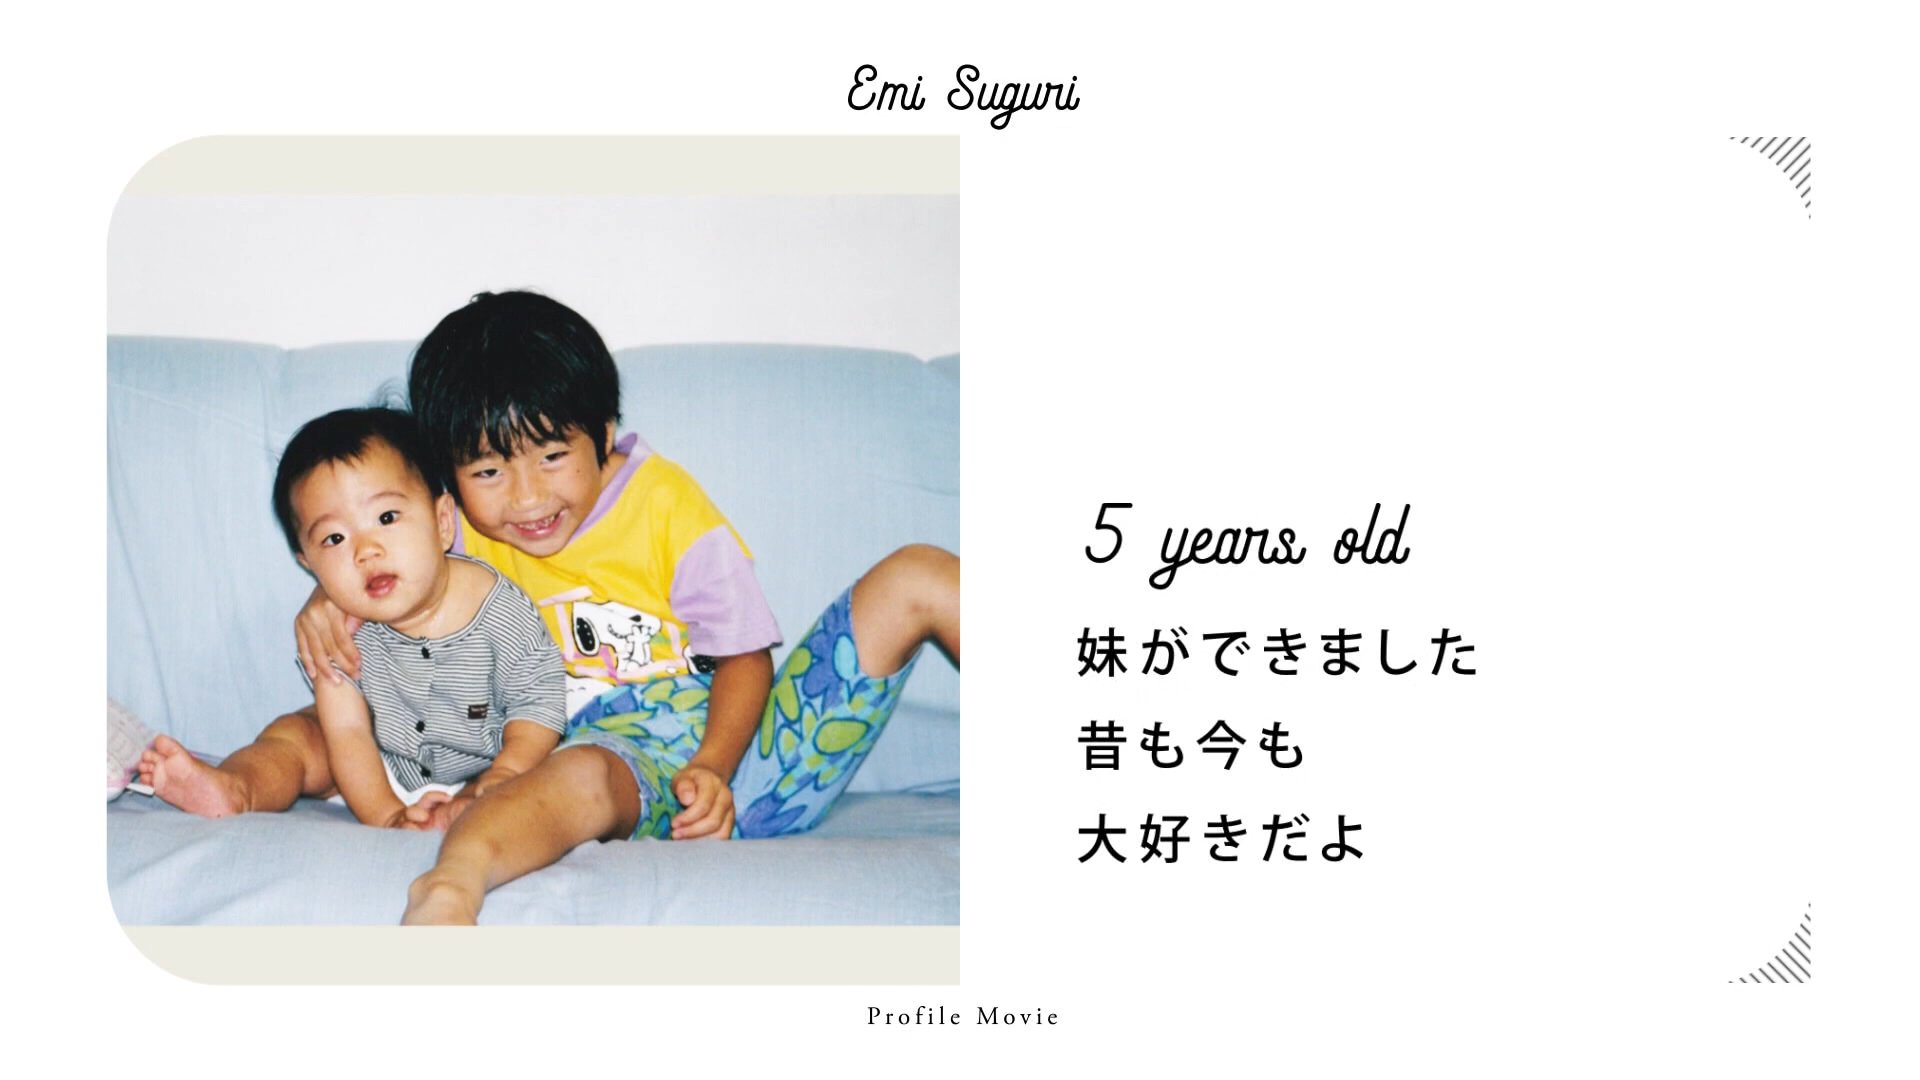 Emi Suguri
5 years old
妹ができました
昔も今も
大好きだよ
Profile Movie